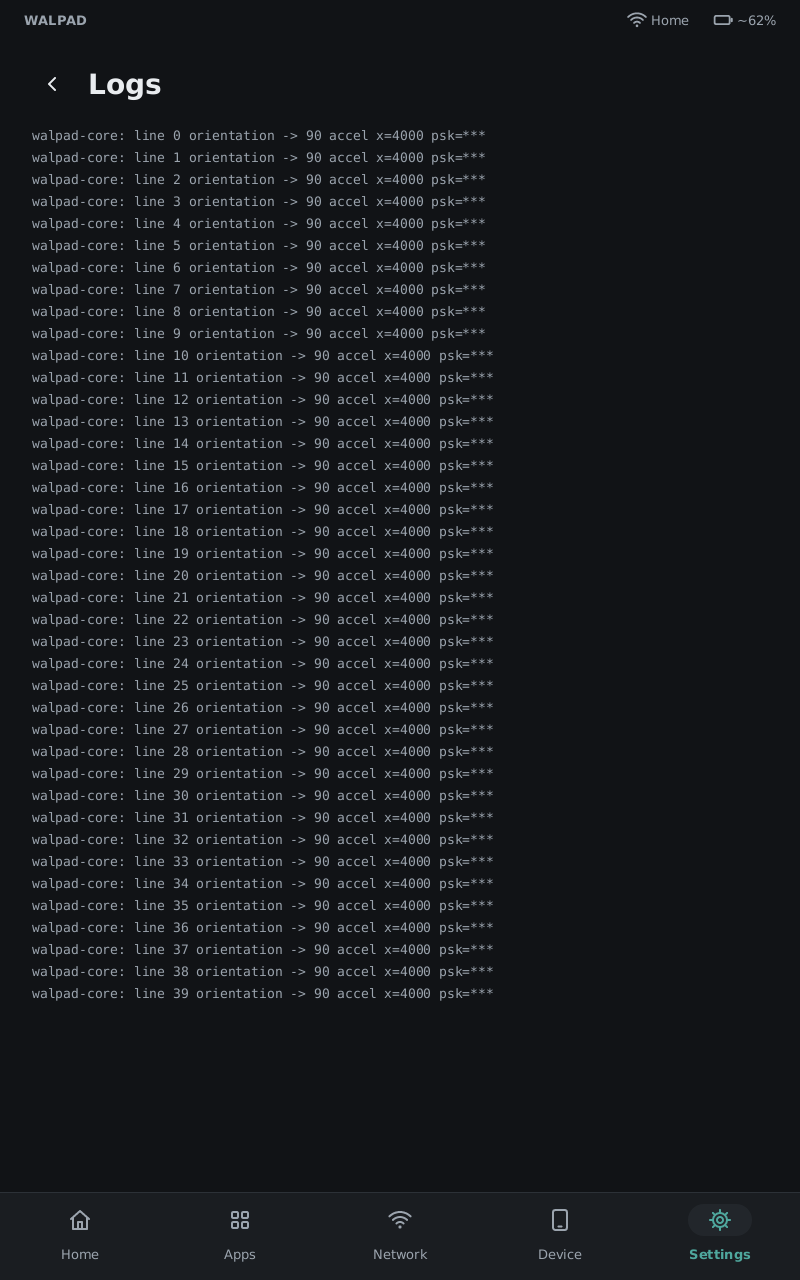 WALPAD Home ~62%
Logs
walpad-core: line 0 orientation -> 90 accel x=4000 psk=***
walpad-core: line 1 orientation -> 90 accel x=4000 psk=***
walpad-core: line 2 orientation -> 90 accel x=4000 psk=***
walpad-core: line 3 orientation -> 90 accel x=4000 psk=***
walpad-core: line 4 orientation -> 90 accel x=4000 psk=***
walpad-core: line 5 orientation -> 90 accel x=4000 psk=***
walpad-core: line 6 orientation -> 90 accel x=4000 psk=***
walpad-core: line 7 orientation -> 90 accel x=4000 psk=***
walpad-core: line 8 orientation -> 90 accel x=4000 psk=***
walpad-core: line 9 orientation -> 90 accel x=4000 psk=***
walpad-core: line 10 orientation -> 90 accel x=4000 psk=***
walpad-core: line 11 orientation -> 90 accel x=4000 psk=***
walpad-core: line 12 orientation -> 90 accel x=4000 psk=***
walpad-core: line 13 orientation -> 90 accel x=4000 psk=***
walpad-core: line 14 orientation -> 90 accel x=4000 psk=***
walpad-core: line 15 orientation -> 90 accel x=4000 psk=***
walpad-core: line 16 orientation -> 90 accel x=4000 psk=***
walpad-core: line 17 orientation -> 90 accel x=4000 psk=***
walpad-core: line 18 orientation -> 90 accel x=4000 psk=***
walpad-core: line 19 orientation -> 90 accel x=4000 psk=***
walpad-core: line 20 orientation -> 90 accel x=4000 psk=***
walpad-core: line 21 orientation -> 90 accel x=4000 psk=***
walpad-core: line 22 orientation -> 90 accel x=4000 psk=***
walpad-core: line 23 orientation -> 90 accel x=4000 psk=***
walpad-core: line 24 orientation -> 90 accel x=4000 psk=***
walpad-core: line 25 orientation -> 90 accel x=4000 psk=***
walpad-core: line 26 orientation -> 90 accel x=4000 psk=***
walpad-core: line 27 orientation -> 90 accel x=4000 psk=***
walpad-core: line 28 orientation -> 90 accel x=4000 psk=***
walpad-core: line 29 orientation -> 90 accel x=4000 psk=***
walpad-core: line 30 orientation -> 90 accel x=4000 psk=***
walpad-core: line 31 orientation -> 90 accel x=4000 psk=***
walpad-core: line 32 orientation -> 90 accel x=4000 psk=***
walpad-core: line 33 orientation -> 90 accel x=4000 psk=***
walpad-core: line 34 orientation -> 90 accel x=4000 psk=***
walpad-core: line 35 orientation -> 90 accel x=4000 psk=***
walpad-core: line 36 orientation -> 90 accel x=4000 psk=***
walpad-core: line 37 orientation -> 90 accel x=4000 psk=***
walpad-core: line 38 orientation -> 90 accel x=4000 psk=***
walpad-core: line 39 orientation -> 90 accel x=4000 psk=***
Home Apps Network Device Settings